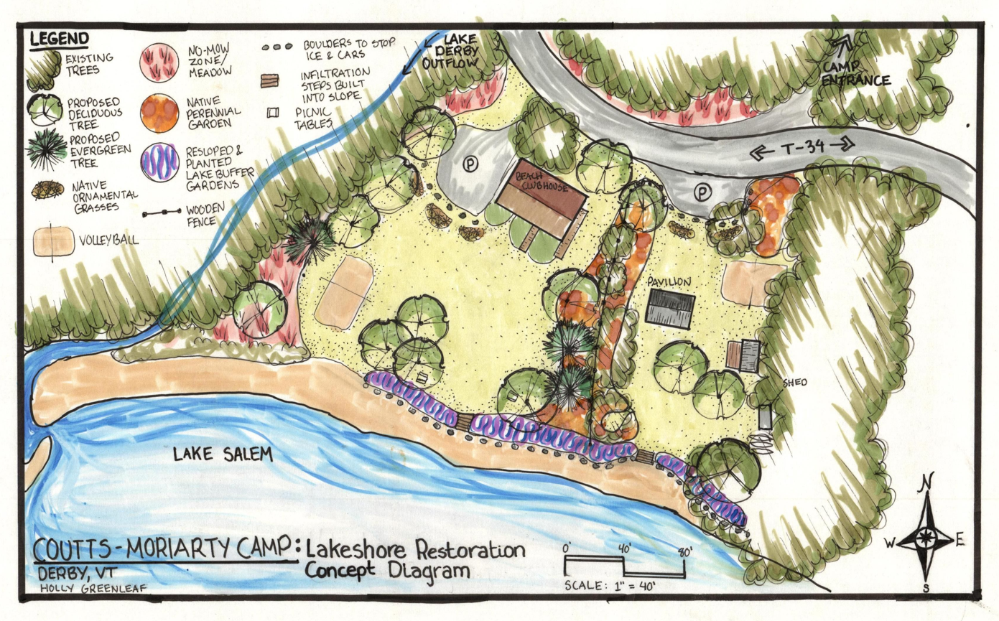 LEGEND
EXISTING
TREES
PROPOSED
DECIDUOUS
TREE
PROPOSED
EVERGREEN
TREE
NATIVE
ORNAMENTAL
GRASSES
VOLLEYBALL
NO-MOW
ZONE/
MEADOW
NATIVE
PERENNIAL
GARDEN
RESLOPED &
PLANTED
LAKE BUFFER
GARDENS
WOODEN
FENCE
BOULDERS TO STOP
ICE & CARS
INFILTRATION
STEPS BUILT
INTO SLOPE
PICNIC
TABLES
LAKE
DERBY
OUTFLOW
CAMP
ENTRANCE
T-34
P
P
BEACH
CLUBHOUSE
PAVILION
SHED
LAKE SALEM
COUTTS-MORIARTY CAMP: Lakeshore Restoration
Concept Diagram
DERBY, VT
HOLLY GREENLEAF
0' 40' 80'
SCALE: 1" = 40'
N
W E
S